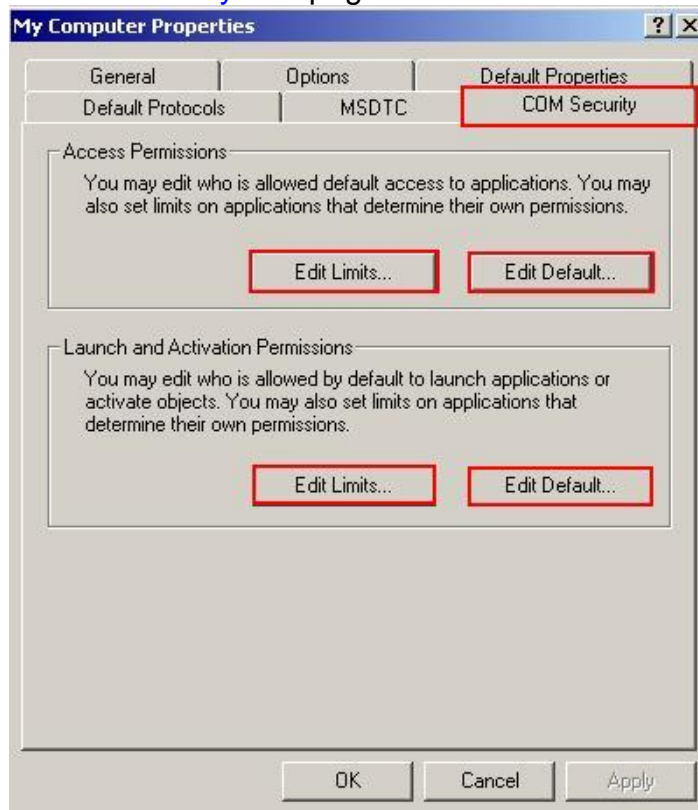 My Computer Properties
General Options Default Properties
Default Protocols MSDTC COM Security
Access Permissions
You may edit who is allowed default access to applications. You may
also set limits on applications that determine their own permissions.
Edit Limits... Edit Default...
Launch and Activation Permissions
You may edit who is allowed by default to launch applications or
activate objects. You may also set limits on applications that
determine their own permissions.
Edit Limits... Edit Default...
OK Cancel Apply